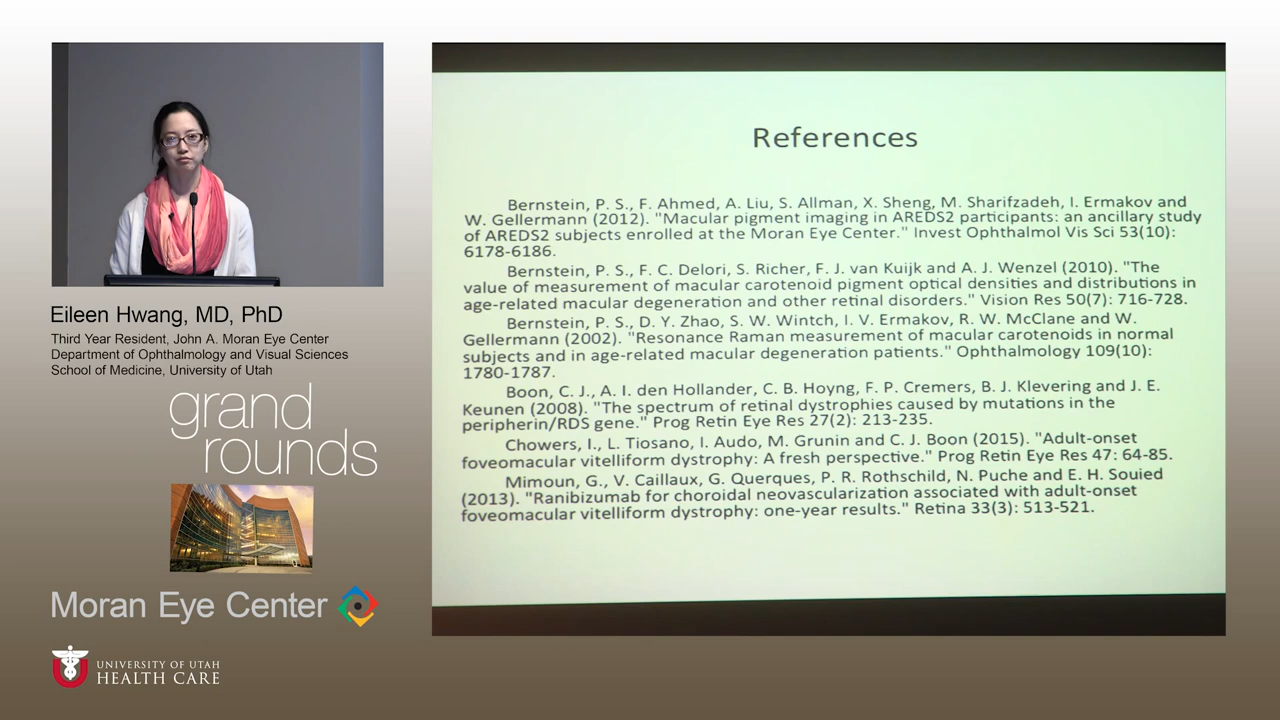 References
Bernstein, P. S., F. Ahmed, A. Liu, S. Allman, X. Sheng, M. Sharifzadeh, I. Ermakov and
W. Gellermann (2012). "Macular pigment imaging in AREDS2 participants: an ancillary study
of AREDS2 subjects enrolled at the Moran Eye Center." Invest Ophthalmol Vis Sci 53(10):
6178-6186.
Bernstein, P. S., F. C. Delori, S. Richer, F. J. van Kuijk and A. J. Wenzel (2010). "The
value of measurement of macular carotenoid pigment optical densities and distributions in
age-related macular degeneration and other retinal disorders." Vision Res 50(7): 716-728.
Bernstein, P. S., D. Y. Zhao, S. W. Wintch, I. V. Ermakov, R. W. McClane and W.
Gellermann (2002). "Resonance Raman measurement of macular carotenoids in normal
subjects and in age-related macular degeneration patients." Ophthalmology 109(10):
1780-1787.
Boon, C. J., A. I. den Hollander, C. B. Hoyng, F. P. Cremers, B. J. Klevering and J. E.
Keunen (2008). "The spectrum of retinal dystrophies caused by mutations in the
peripherin/RDS gene." Prog Retin Eye Res 27(2): 213-235.
Chowers, I., L. Tiosano, I. Audo, M. Grunin and C. J. Boon (2015). "Adult-onset
foveomacular vitelliform dystrophy: A fresh perspective." Prog Retin Eye Res 47: 64-85.
Mimoun, G., V. Caillaux, G. Querques, P. R. Rothschild, N. Puche and E. H. Souied
(2013). "Ranibizumab for choroidal neovascularization associated with adult-onset
foveomacular vitelliform dystrophy: one-year results." Retina 33(3): 513-521.
Eileen Hwang, MD, PhD
Third Year Resident, John A. Moran Eye Center
Department of Ophthalmology and Visual Sciences
School of Medicine, University of Utah
grand
rounds
Moran Eye Center
UNIVERSITY OF UTAH
HEALTH CARE